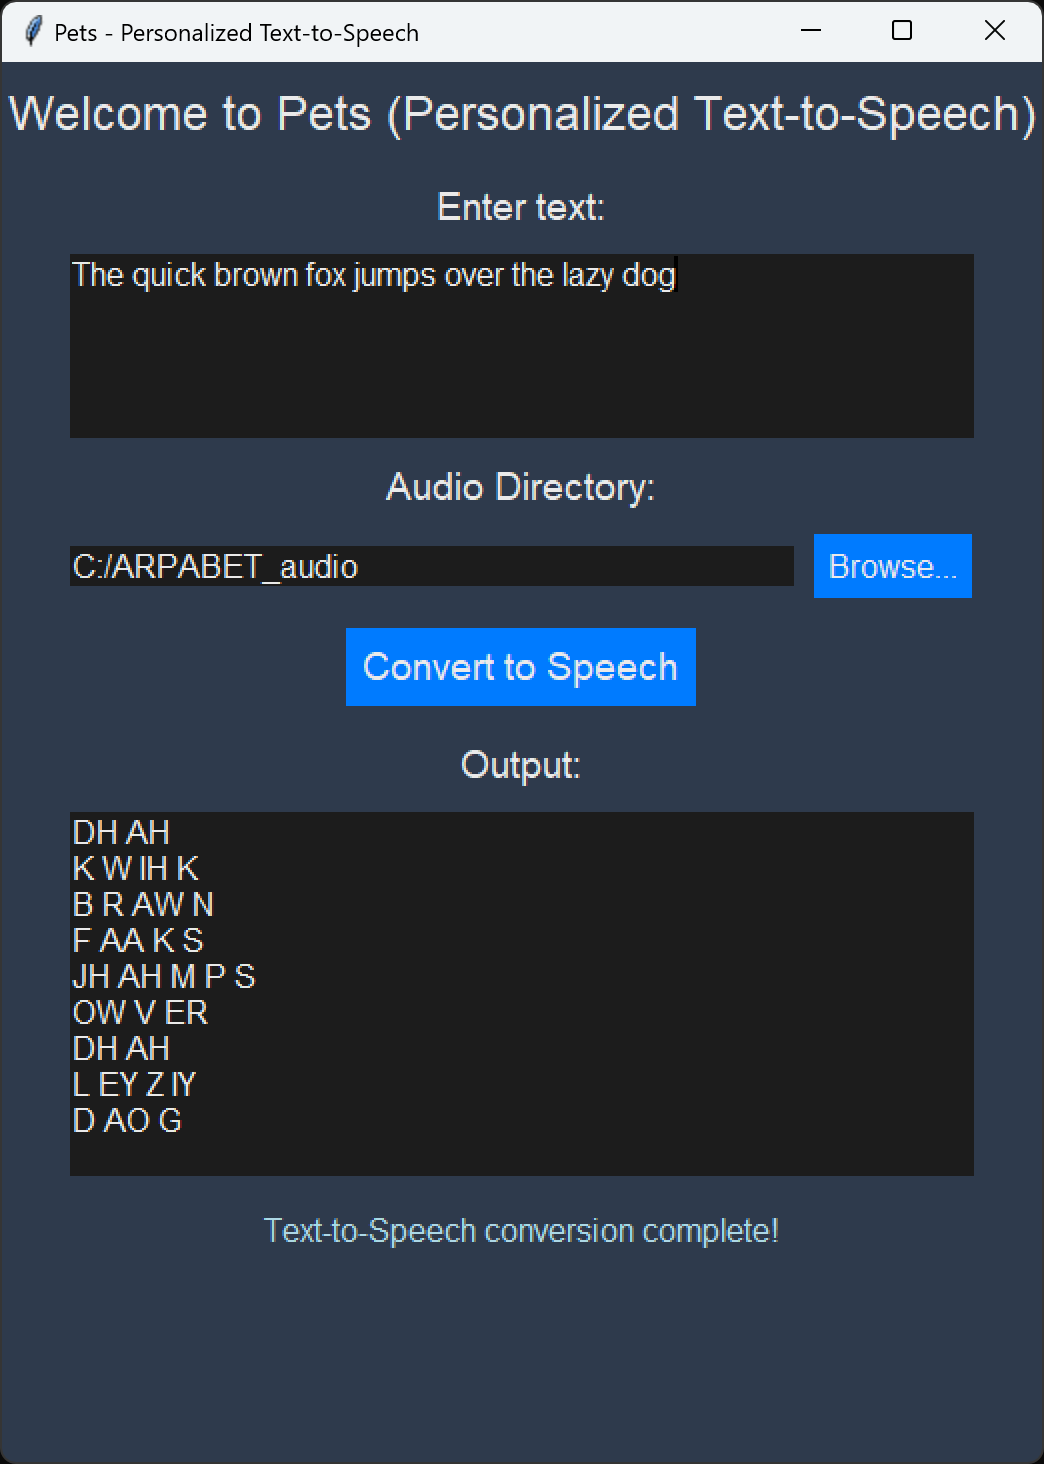 Pets - Personalized Text-to-Speech
Welcome to Pets (Personalized Text-to-Speech)
Enter text:
The quick brown fox jumps over the lazy dog
Audio Directory:
C:/ARPABET_audio
Browse...
Convert to Speech
Output:
DH AH
K W IH K
B R AW N
F AA K S
JH AH M P S
OW V ER
DH AH
L EY Z IY
D AO G
Text-to-Speech conversion complete!